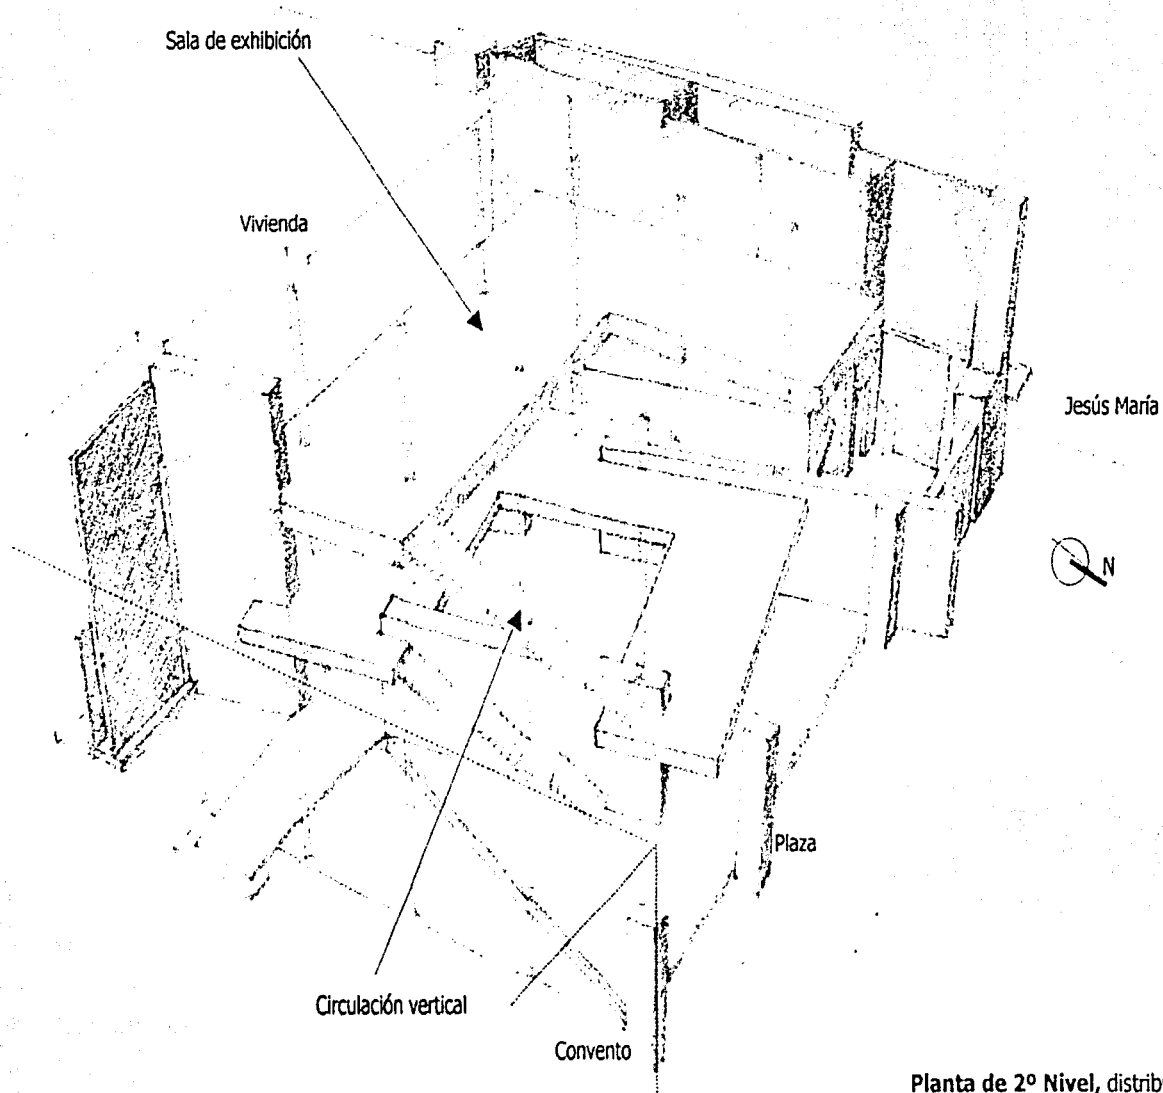 Sala de exhibición
Vivienda
Jesús María
N
Plaza
Circulación vertical
Convento
Planta de 2º Nivel, distrib